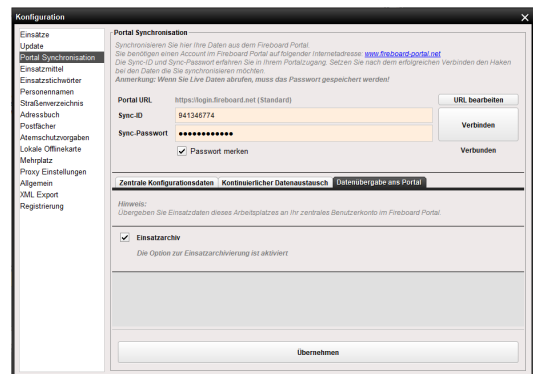 Konfiguration
Einsätze
Update
Portal Synchronisation
Einsatzmittel
Einsatzstichwörter
Personennamen
Straßenverzeichnis
Adressbuch
Postfächer
Atemschutzvorgaben
Lokale Offlinekarte
Mehrplatz
Proxy Einstellungen
Allgemein
XML Export
Registrierung
Portal Synchronisation
Synchronisieren Sie hier Ihre Daten aus dem Fireboard Portal.
Sie benötigen einen Account im Fireboard Portal auf folgender Internetadresse: www.fireboard-portal.net
Die Sync-ID und Sync-Passwort erfahren Sie in Ihrem Portalzugang. Setzen Sie nach dem erfolgreichen Verbinden den Haken
bei den Daten die Sie synchronisieren möchten.
Anmerkung: Wenn Sie Live Daten abrufen, muss das Passwort gespeichert werden!
Portal URL https://login.fireboard.net (Standard) URL bearbeiten
Sync-ID 941346774
Verbinden
Sync-Passwort ●●●●●●●●●●●●
Passwort merken Verbunden
Zentrale Konfigurationsdaten Kontinuierlicher Datenaustausch Datenübergabe ans Portal
Hinweis:
Übergeben Sie Einsatzdaten dieses Arbeitsplatzes an Ihr zentrales Benutzerkonto im Fireboard Portal.
Einsatzarchiv
Die Option zur Einsatzarchivierung ist aktiviert
Übernehmen